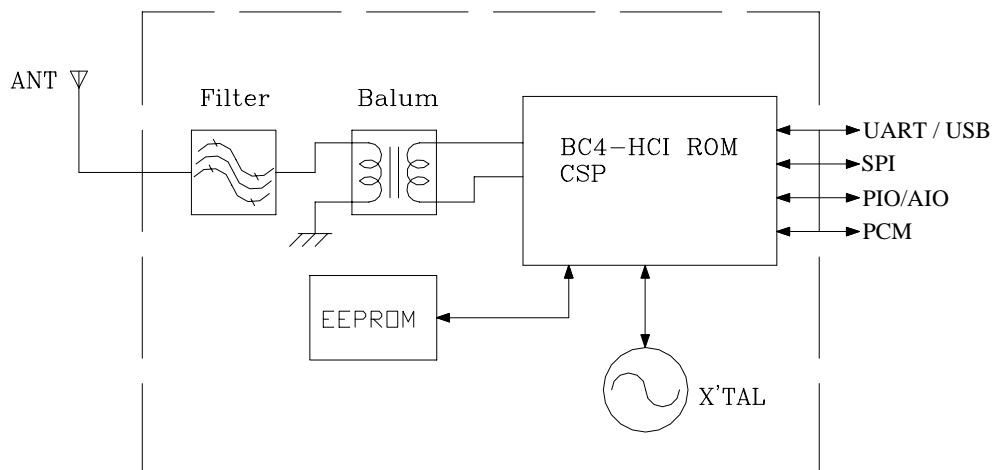 ANT
Filter
Balum
BC4-HCI ROM
CSP
UART / USB
SPI
PIO/AIO
PCM
EEPROM
X'TAL